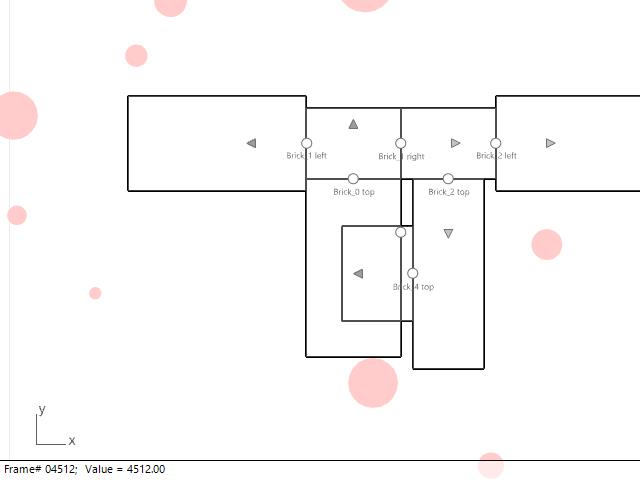 Brick_1 left
Brick_1 right
Brick_2 left
Brick_0 top
Brick_2 top
Brick_4 top
y
x
Frame# 04512; Value = 4512.00